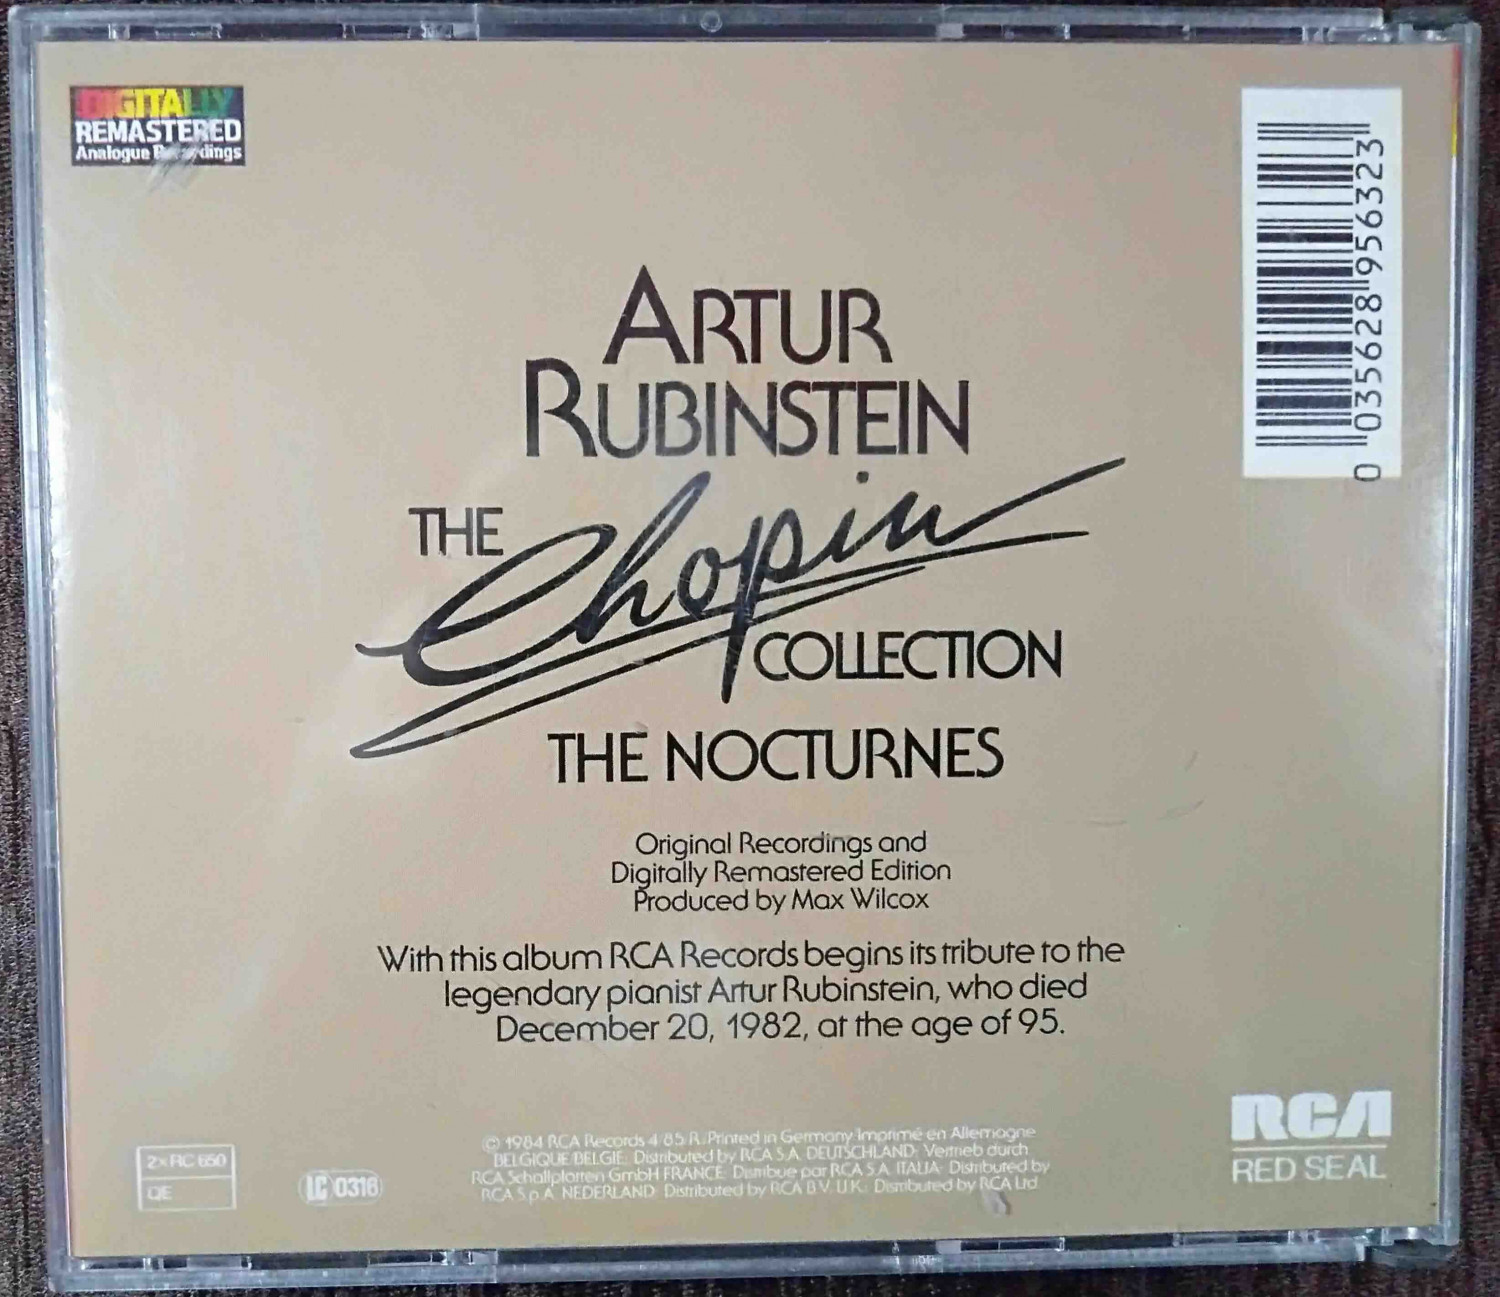 DIGITALLY
REMASTERED
Analogue Recordings
0 035628 956323
ARTUR
RUBINSTEIN
THE Chopin
COLLECTION
THE NOCTURNES
Original Recordings and
Digitally Remastered Edition
Produced by Max Wilcox
With this album RCA Records begins its tribute to the
legendary pianist Artur Rubinstein, who died
December 20, 1982, at the age of 95.
2×RC 650
QE
LC 0316
© 1984 RCA Records 4/85 R. Printed in Germany/Imprimé en Allemagne
BELGIQUE/BELGIE: Distributed by RCA S.A. DEUTSCHLAND: Vertrieb durch
RCA Schallplatten GmbH FRANCE: Distribue par RCA S.A. ITALIA: Distributed by
RCA S.p.A. NEDERLAND: Distributed by RCA B.V. U.K.: Distributed by RCA Ltd
RCA
RED SEAL